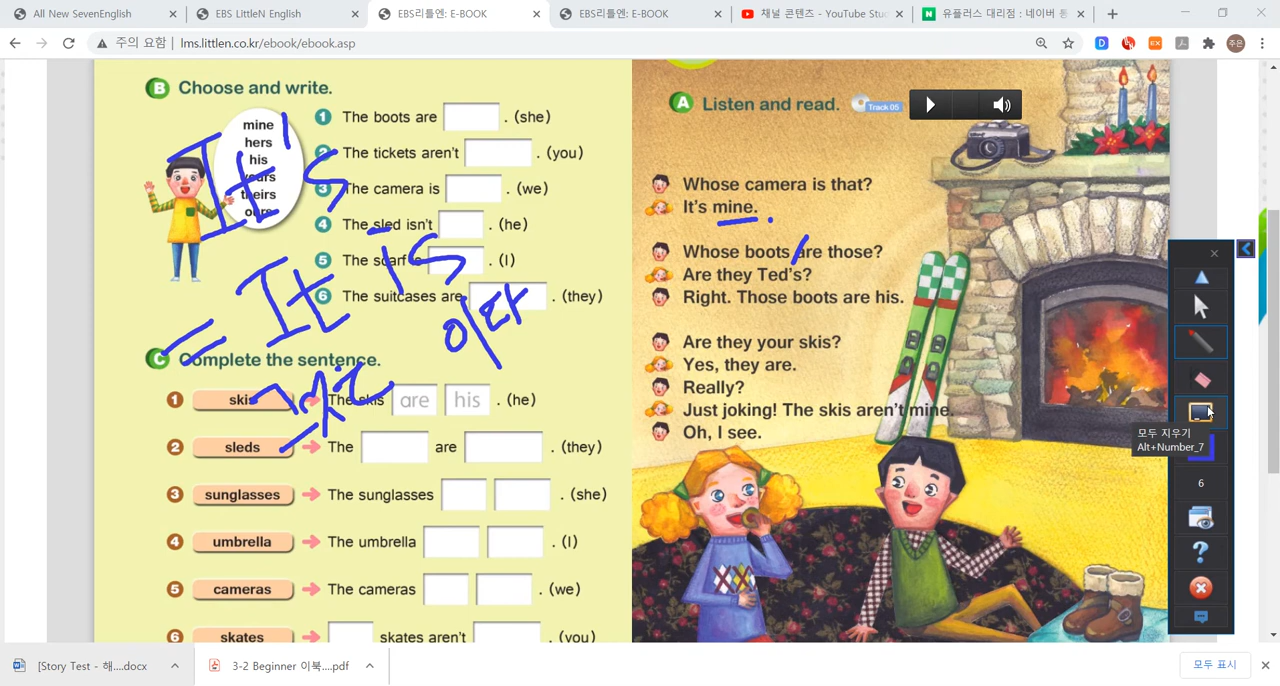 All New SevenEnglish
EBS LittleN English
EBS리틀엔: E-BOOK
EBS리틀엔: E-BOOK
채널 콘텐츠 - YouTube Stu
유플러스 대리점 : 네이버 통
주의 요함 lms.littlen.co.kr/ebook/ebook.asp
주은
B Choose and write.
mine
hers
his
yours
theirs
ours
1 The boots are . (she)
2 The tickets aren't . (you)
3 The camera is . (we)
4 The sled isn't . (he)
5 The scarf is . (I)
6 The suitcases are . (they)
It's
= It is
이다
C Complete the sentence.
1 skis The skis are his . (he)
2 sleds The are . (they)
3 sunglasses The sunglasses . (she)
4 umbrella The umbrella . (I)
5 cameras The cameras . (we)
6 skates skates aren't . (you)
A Listen and read. Track 05
Whose camera is that?
It's mine.
Whose boots are those?
Are they Ted's?
Right. Those boots are his.
Are they your skis?
Yes, they are.
Really?
Just joking! The skis aren't mine.
Oh, I see.
모두 지우기
Alt+Number_7
6
[Story Test - 해....docx
3-2 Beginner 이북....pdf
모두 표시